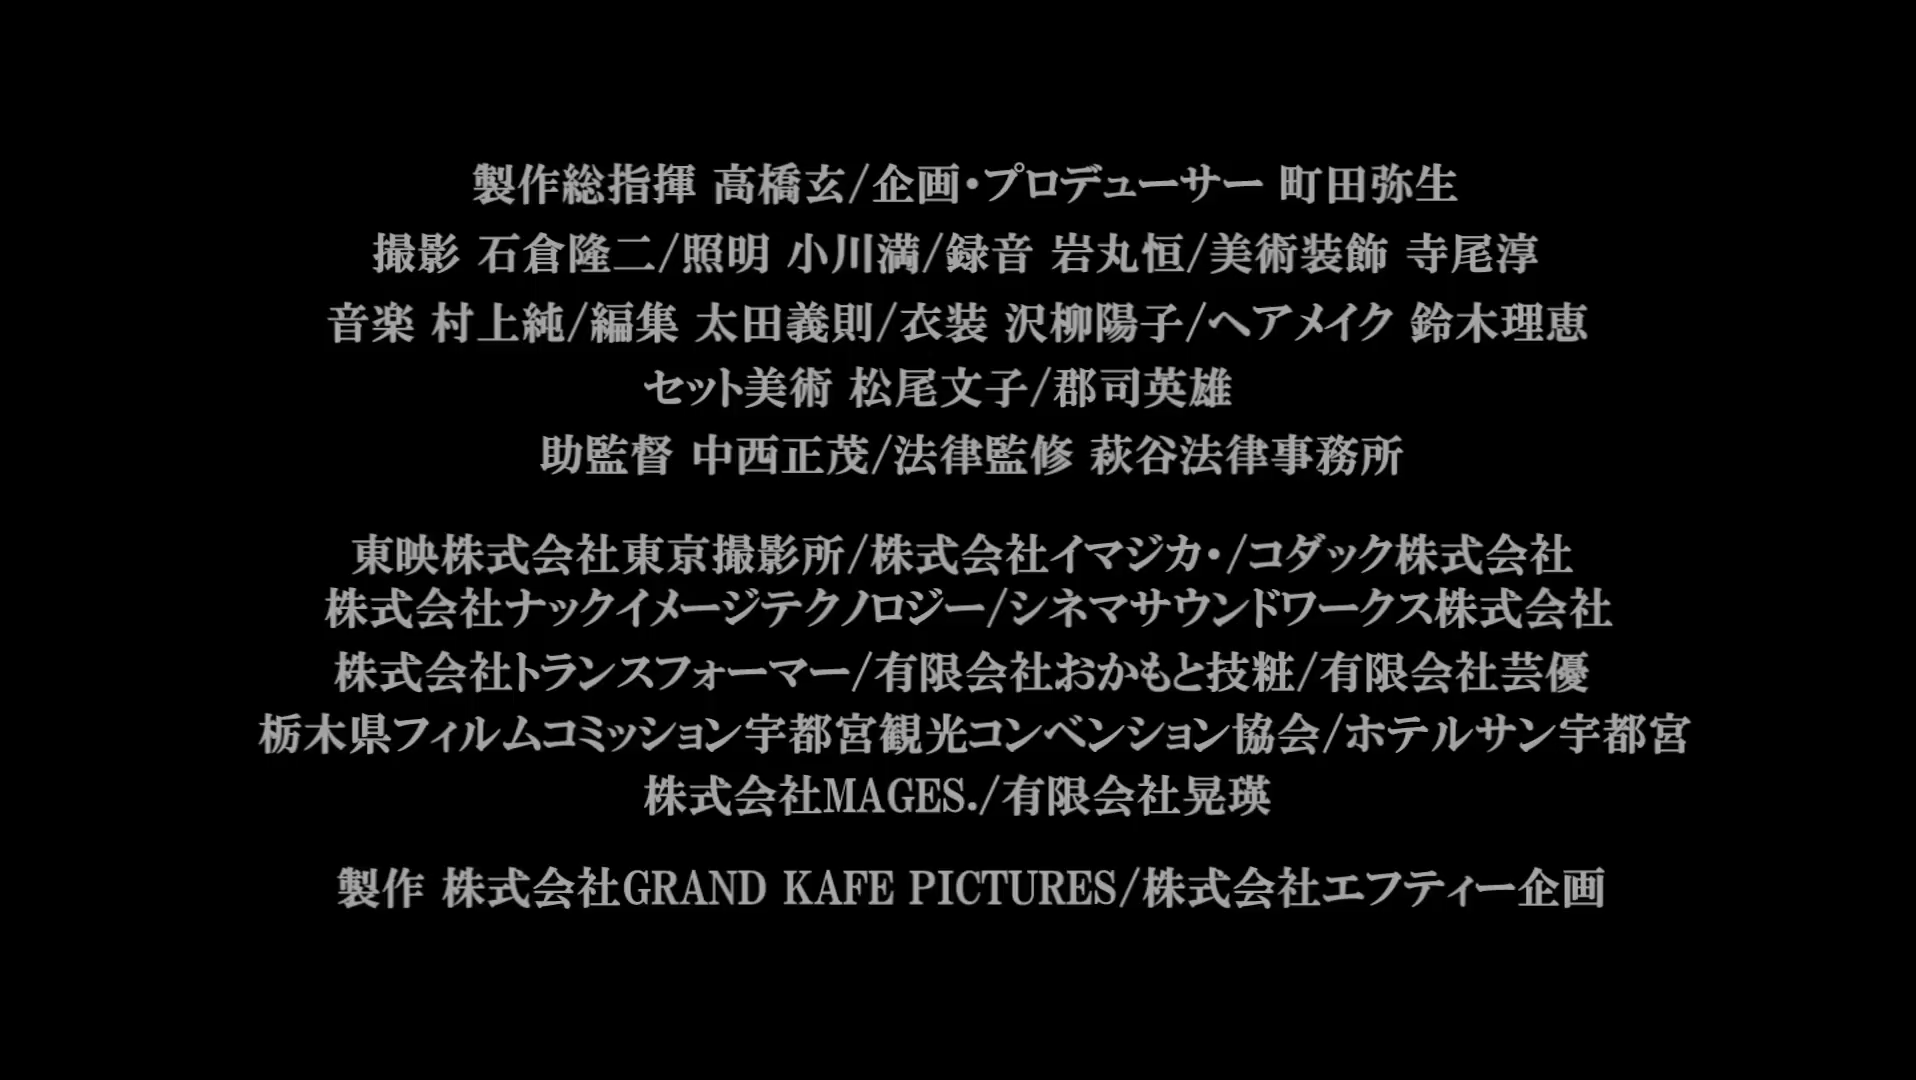 製作総指揮 高橋玄/企画・プロデューサー 町田弥生
撮影 石倉隆二/照明 小川満/録音 岩丸恒/美術装飾 寺尾淳
音楽 村上純/編集 太田義則/衣装 沢柳陽子/ヘアメイク 鈴木理恵
セット美術 松尾文子/郡司英雄
助監督 中西正茂/法律監修 萩谷法律事務所
東映株式会社東京撮影所/株式会社イマジカ・/コダック株式会社
株式会社ナックイメージテクノロジー/シネマサウンドワークス株式会社
株式会社トランスフォーマー/有限会社おかもと技粧/有限会社芸優
栃木県フィルムコミッション宇都宮観光コンベンション協会/ホテルサン宇都宮
株式会社MAGES./有限会社晃瑛
製作 株式会社GRAND KAFE PICTURES/株式会社エフティー企画